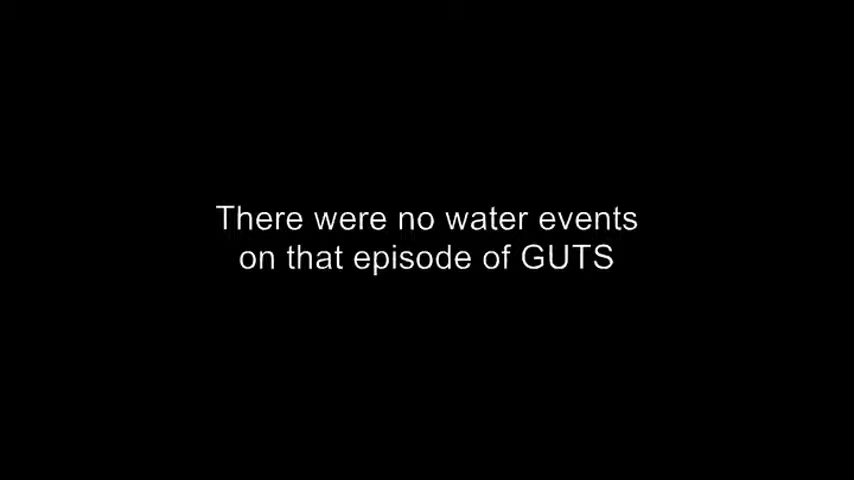 There were no water events
on that episode of GUTS